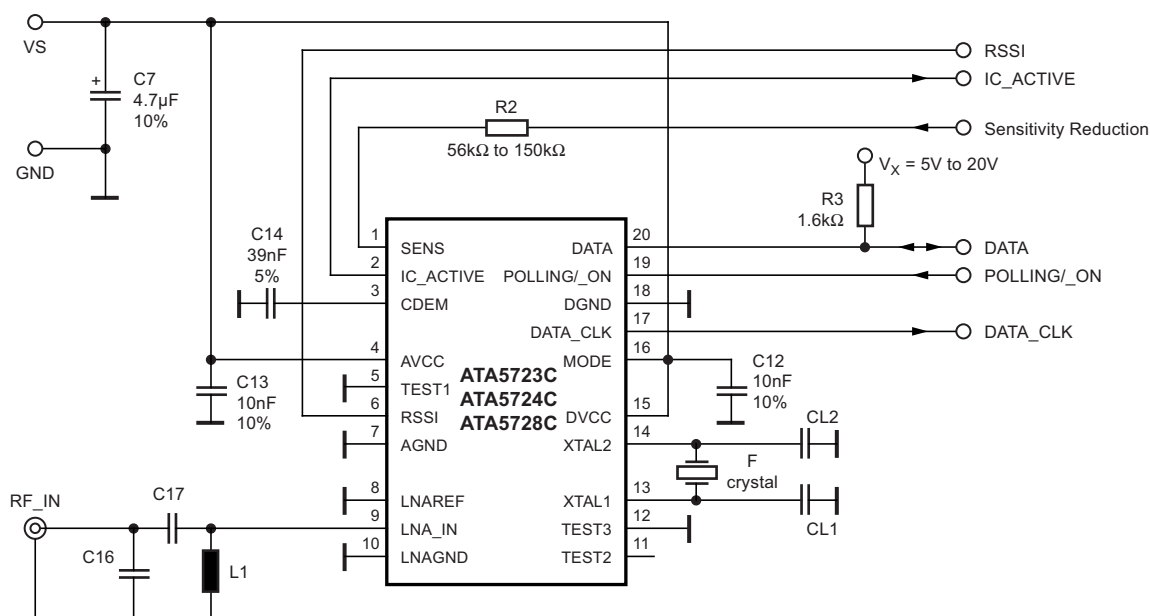 VS
GND
+
C7
4.7µF
10%
RSSI
IC_ACTIVE
R2
56kΩ to 150kΩ
Sensitivity Reduction
V_X = 5V to 20V
R3
1.6kΩ
DATA
POLLING/_ON
DATA_CLK
C14
39nF
5%
1 SENS
2 IC_ACTIVE
3 CDEM
4 AVCC
5 TEST1
6 RSSI
7 AGND
8 LNAREF
9 LNA_IN
10 LNAGND
ATA5723C
ATA5724C
ATA5728C
DATA 20
POLLING/_ON 19
DGND 18
DATA_CLK 17
MODE 16
DVCC 15
XTAL2 14
XTAL1 13
TEST3 12
TEST2 11
C13
10nF
10%
C12
10nF
10%
CL2
F
crystal
CL1
RF_IN
C17
C16
L1